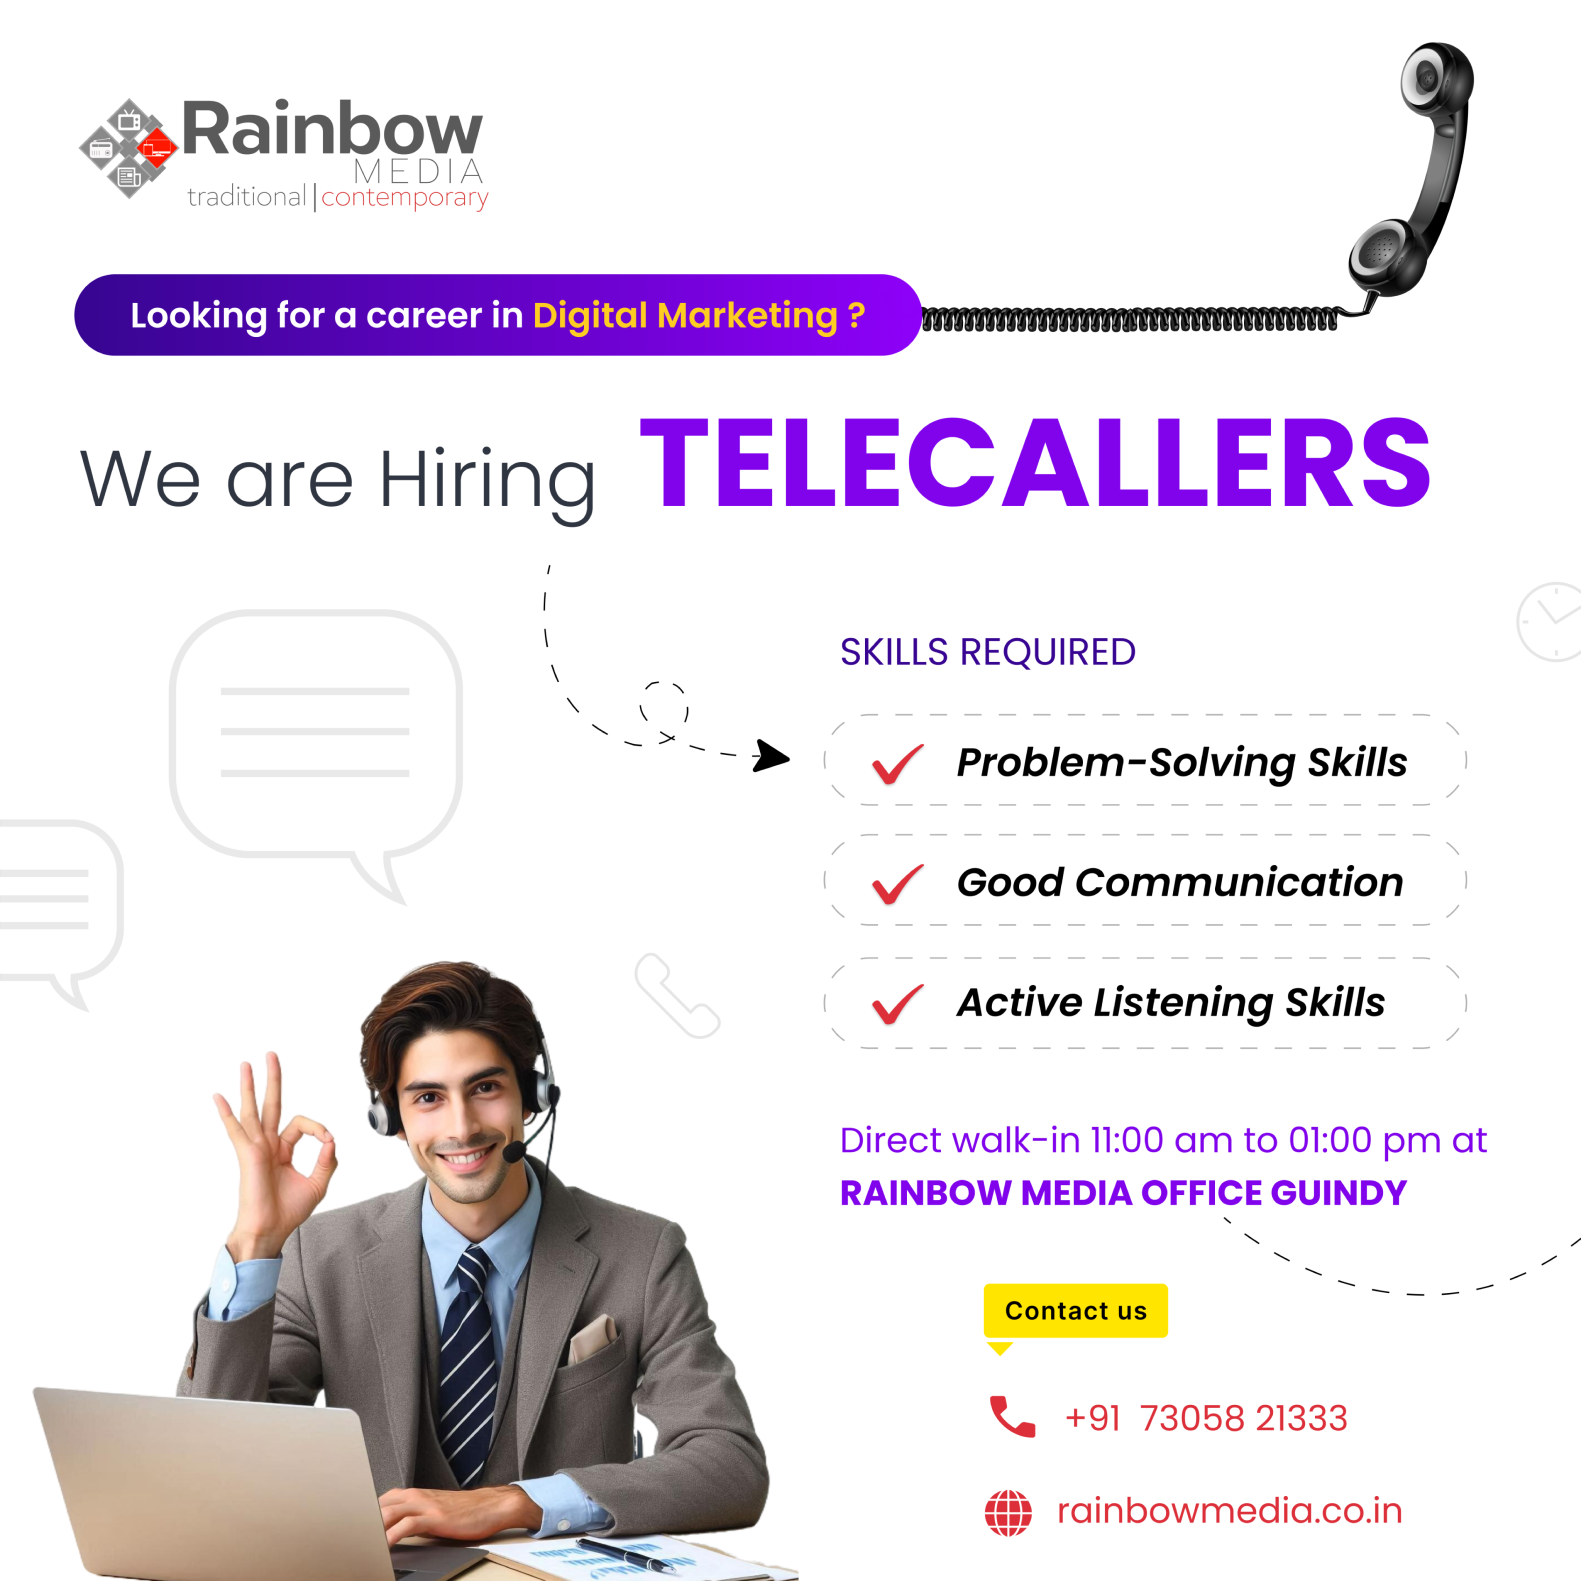 Rainbow
MEDIA
traditional|contemporary
Looking for a career in Digital Marketing ?
We are Hiring TELECALLERS
SKILLS REQUIRED
Problem-Solving Skills
Good Communication
Active Listening Skills
Direct walk-in 11:00 am to 01:00 pm at
RAINBOW MEDIA OFFICE GUINDY
Contact us
+91 73058 21333
rainbowmedia.co.in